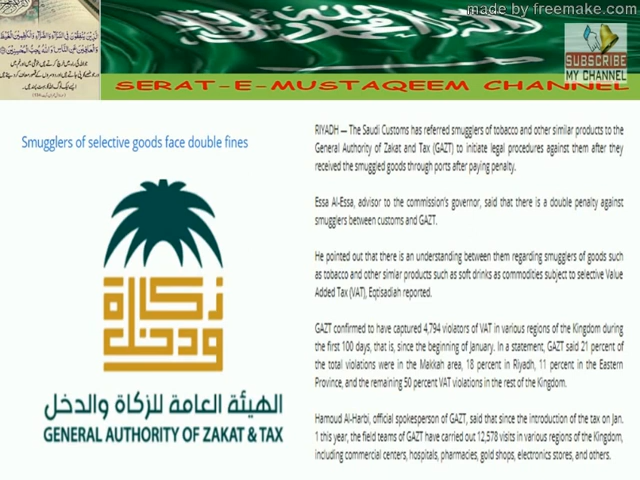 made by www.freemake.com
SUBSCRIBE
MY CHANNEL
SERAT-E-MUSTAQEEM CHANNEL
Smugglers of selective goods face double fines
زكاة
ودخل
الهيئة العامة للزكاة والدخل
GENERAL AUTHORITY OF ZAKAT & TAX
RIYADH — The Saudi Customs has referred smugglers of tobacco and other similar products to the
General Authority of Zakat and Tax (GAZT) to initiate legal procedures against them after they
received the smuggled goods through ports after paying penalty.
Essa Al-Essa, advisor to the commission's governor, said that there is a double penalty against
smugglers between customs and GAZT.
He pointed out that there is an understanding between them regarding smugglers of goods such
as tobacco and other simiar products such as soft drinks as commodities subject to selective Value
Added Tax (VAT), Eqtisadiah reported.
GAZT confirmed to have captured 4,794 violators of VAT in various regions of the Kingdom during
the first 100 days, that is, since the beginning of January. In a statement, GAZT said 21 percent of
the total violations were in the Makkah area, 18 percent in Riyadh, 11 percent in the Eastern
Province, and the remaining 50 percent VAT violations in the rest of the Kingdom.
Hamoud Al-Harbi, official spokesperson of GAZT, said that since the introduction of the tax on Jan.
1 this year, the field teams of GAZT have carried out 12,578 visits in various regions of the Kingdom,
including commercial centers, hospitals, pharmacies, gold shops, electronics stores, and others.